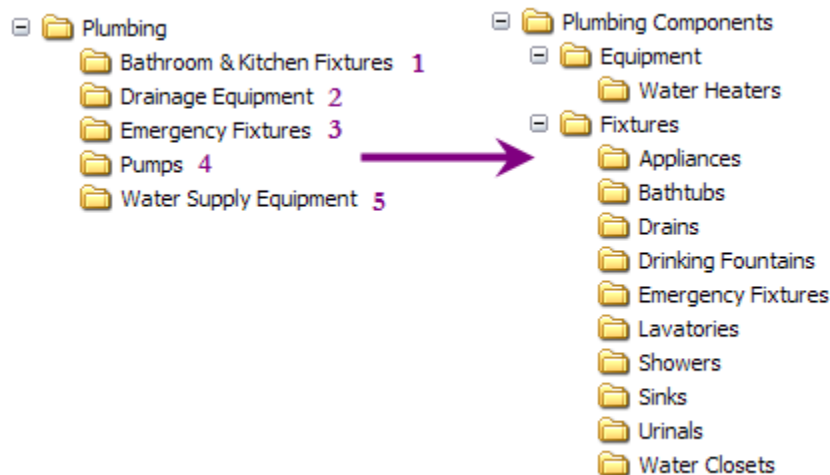 Plumbing
Bathroom & Kitchen Fixtures 1
Drainage Equipment 2
Emergency Fixtures 3
Pumps 4
Water Supply Equipment 5
Plumbing Components
Equipment
Water Heaters
Fixtures
Appliances
Bathtubs
Drains
Drinking Fountains
Emergency Fixtures
Lavatories
Showers
Sinks
Urinals
Water Closets